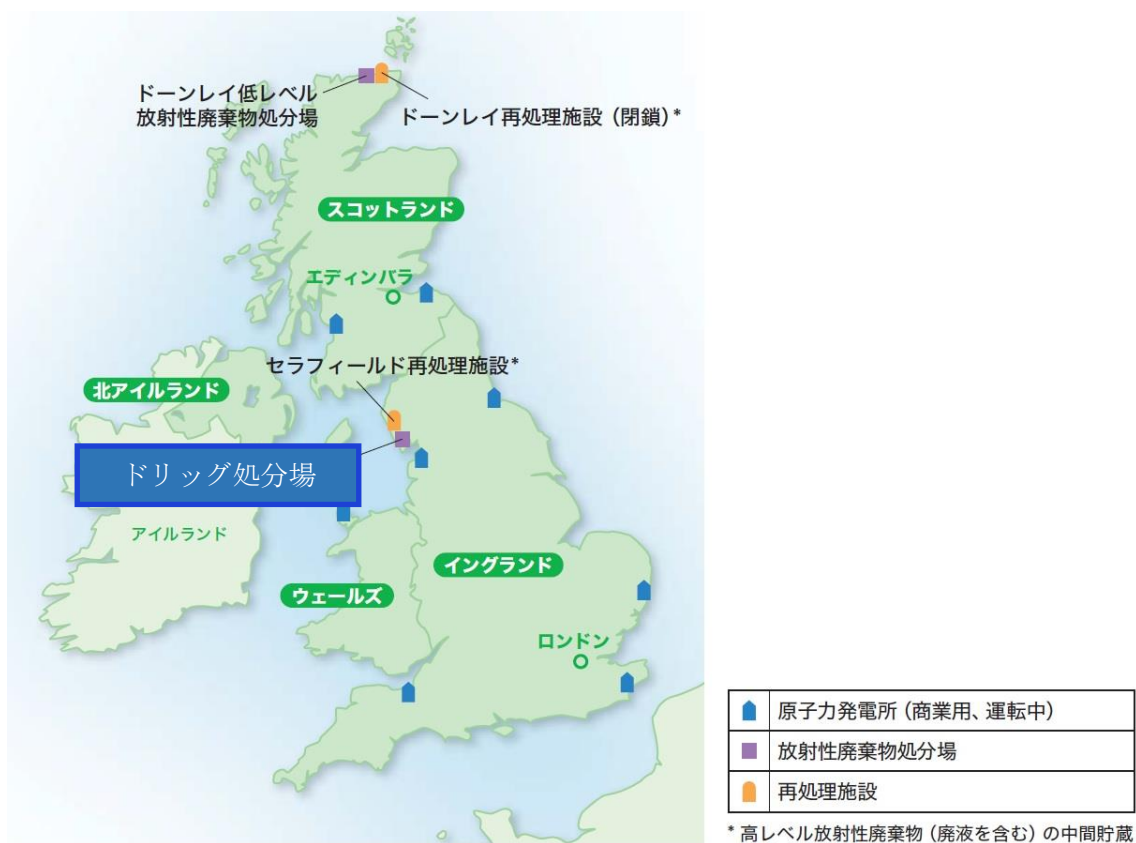 ドーンレイ低レベル
放射性廃棄物処分場
ドーンレイ再処理施設（閉鎖）*
スコットランド
エディンバラ
セラフィールド再処理施設*
北アイルランド
ドリッグ処分場
アイルランド
イングランド
ウェールズ
ロンドン
原子力発電所（商業用、運転中）
放射性廃棄物処分場
再処理施設
* 高レベル放射性廃棄物（廃液を含む）の中間貯蔵